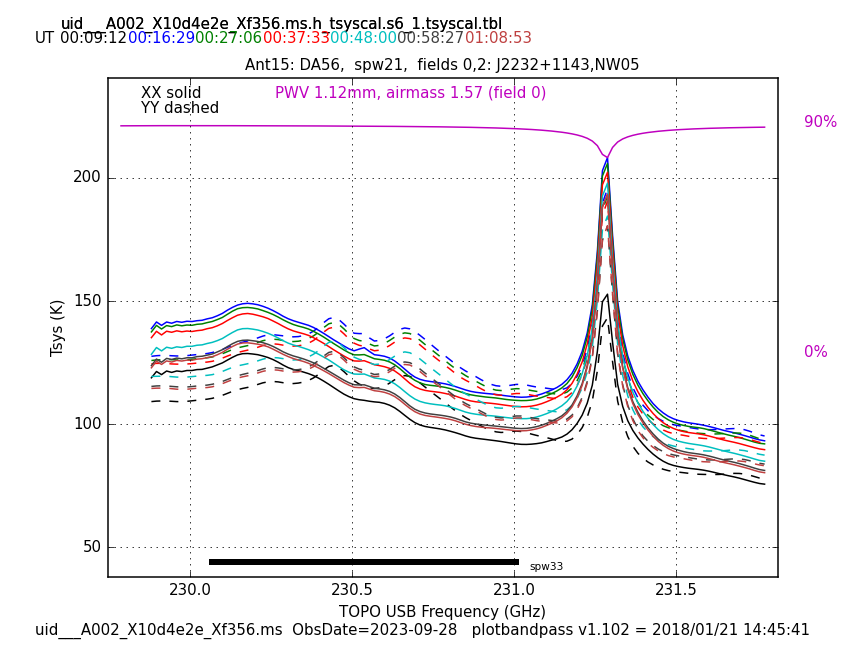 uid___A002_X10d4e2e_Xf356.ms.h_tsyscal.s6_1.tsyscal.tbl
UT 00:09:12 00:16:29 00:27:06 00:37:33 00:48:00 00:58:27 01:08:53
Ant15: DA56,  spw21,  fields 0,2: J2232+1143,NW05
XX solid
PWV 1.12mm, airmass 1.57 (field 0)
YY dashed
90%
200
150
Tsys (K)
0%
100
50
spw33
230.0 230.5 231.0 231.5
TOPO USB Frequency (GHz)
uid___A002_X10d4e2e_Xf356.ms  ObsDate=2023-09-28   plotbandpass v1.102 = 2018/01/21 14:45:41